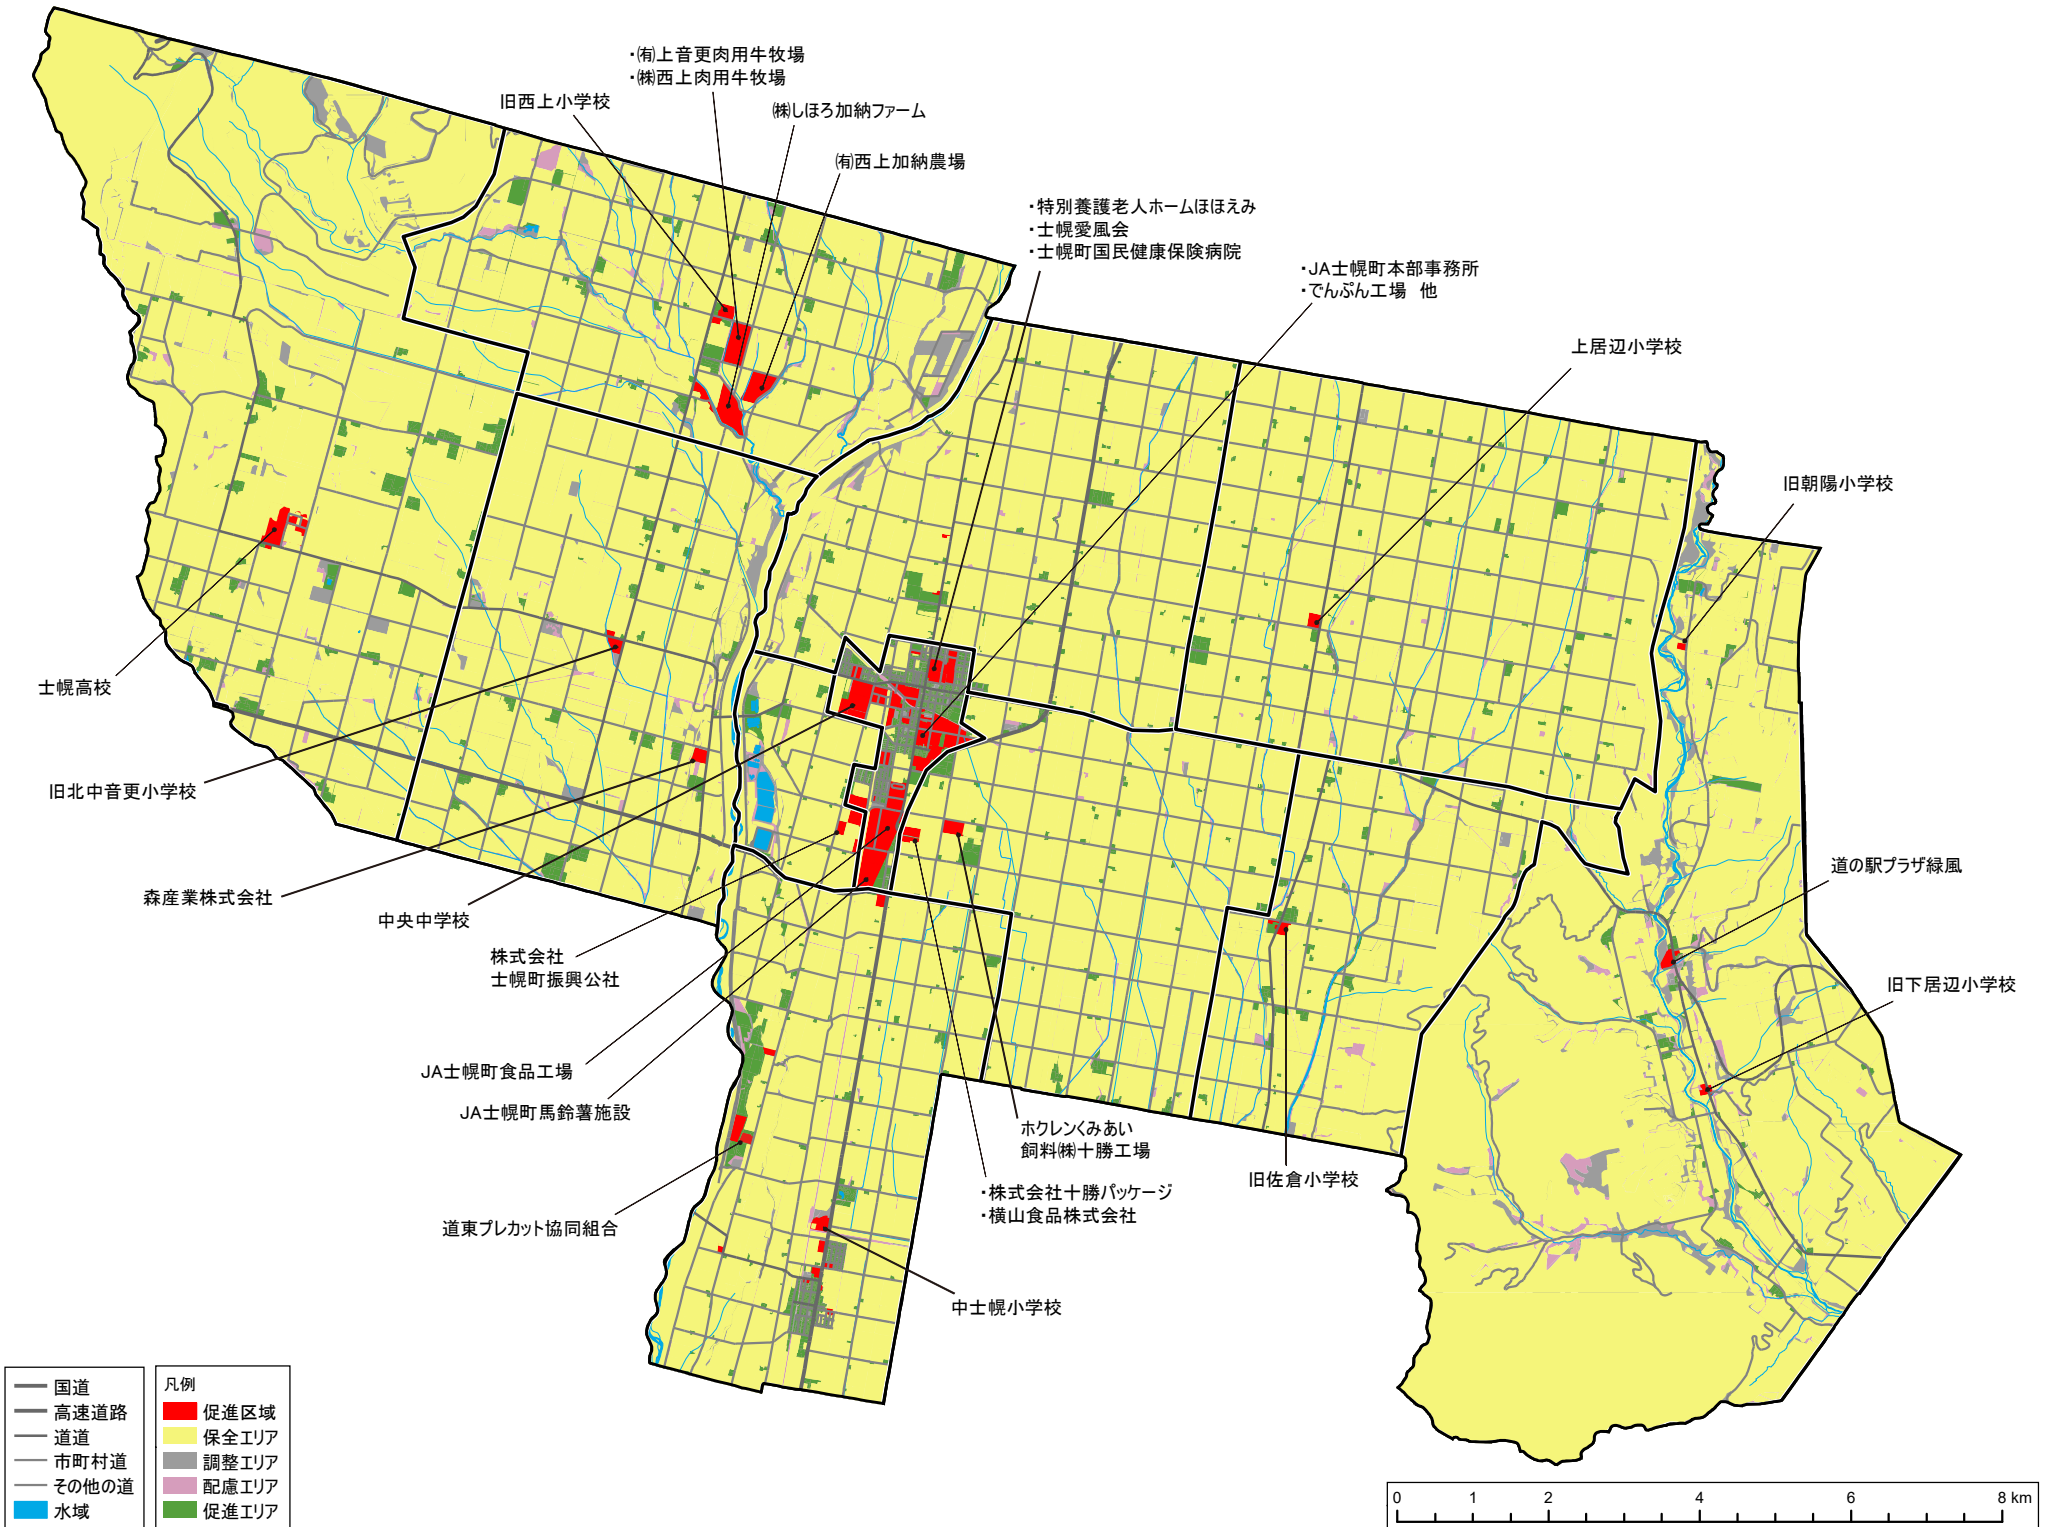 ・㈲上音更肉用牛牧場
・㈱西上肉用牛牧場
旧西上小学校
㈱しほろ加納ファーム
㈲西上加納農場
・特別養護老人ホームほほえみ
・士幌愛風会
・士幌町国民健康保険病院
・JA士幌町本部事務所
・でんぷん工場 他
上居辺小学校
旧朝陽小学校
士幌高校
旧北中音更小学校
森産業株式会社
中央中学校
株式会社
士幌町振興公社
道の駅プラザ緑風
旧下居辺小学校
JA士幌町食品工場
JA士幌町馬鈴薯施設
ホクレンくみあい
飼料㈱十勝工場
旧佐倉小学校
・株式会社十勝パッケージ
・横山食品株式会社
道東プレカット協同組合
中士幌小学校
国道
高速道路
道道
市町村道
その他の道
水域
凡例
促進区域
保全エリア
調整エリア
配慮エリア
促進エリア
0 1 2 4 6 8 km